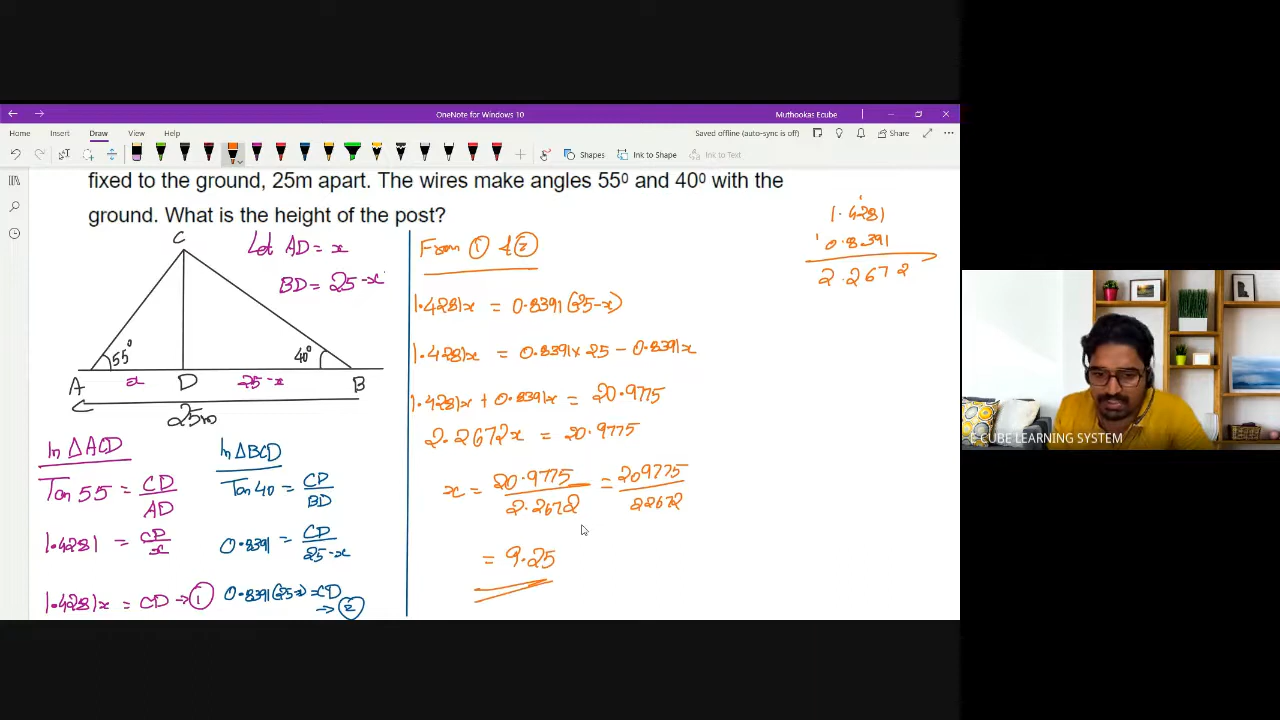 OneNote for Windows 10
Muthookas Ecube
Home Insert Draw View Help
Saved offline (auto-sync is off) Share
Shapes Ink to Shape Ink to Text
fixed to the ground, 25m apart. The wires make angles 55⁰ and 40⁰ with the
ground. What is the height of the post?
C
Let AD = x
BD = 25-x
55°
40°
A x D 25-x B
25m
In △ACD
Tan 55 = CD/AD
1.4281 = CD/x
1.4281x = CD → ①
In △BCD
Tan 40 = CD/BD
0.8391 = CD/25-x
0.8391(25-x) = CD
→ ②
From ① & ②
1.4281x = 0.8391(25-x)
1.4281x = 0.8391x25 - 0.8391x
1.4281x + 0.8391x = 20.9775
2.2672x = 20.9775
x = 20.9775/2.2672 = 209775/22672
= 9.25
1
1.4281
1 0.8391
2.2672
E CUBE LEARNING SYSTEM